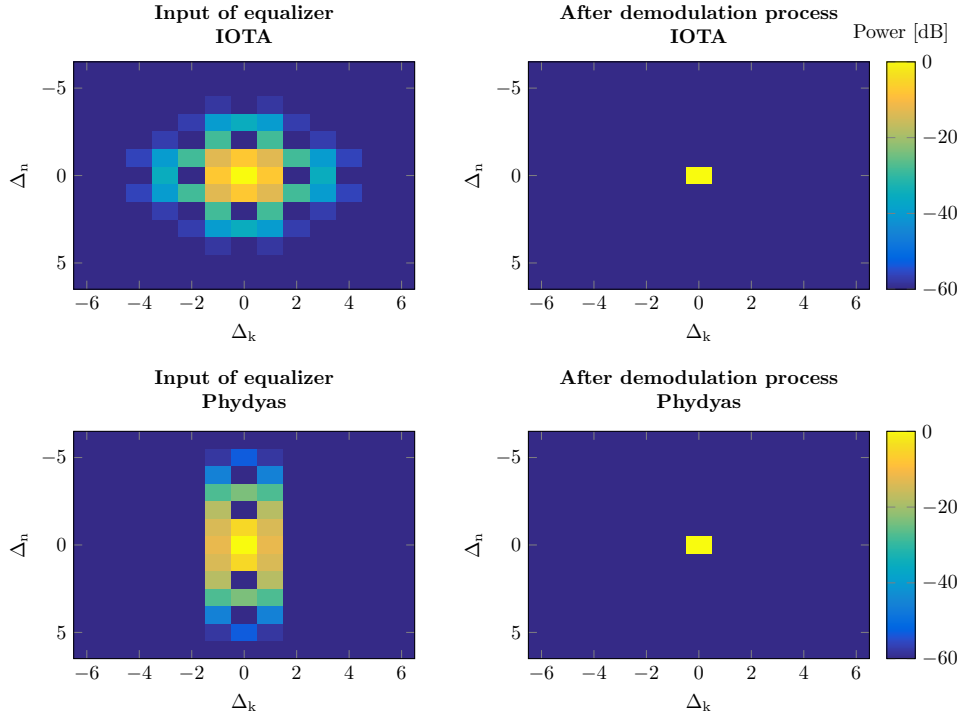 Input of equalizer
IOTA
After demodulation process
IOTA
Power [dB]
−5
0
5
Δn
−6 −4 −2 0 2 4 6
Δk
−6 −4 −2 0 2 4 6
Δk
0
−20
−40
−60
Input of equalizer
Phydyas
After demodulation process
Phydyas
−5
0
5
Δn
−6 −4 −2 0 2 4 6
Δk
−5
0
5
Δn
−6 −4 −2 0 2 4 6
Δk
0
−20
−40
−60
−5
0
5
Δn